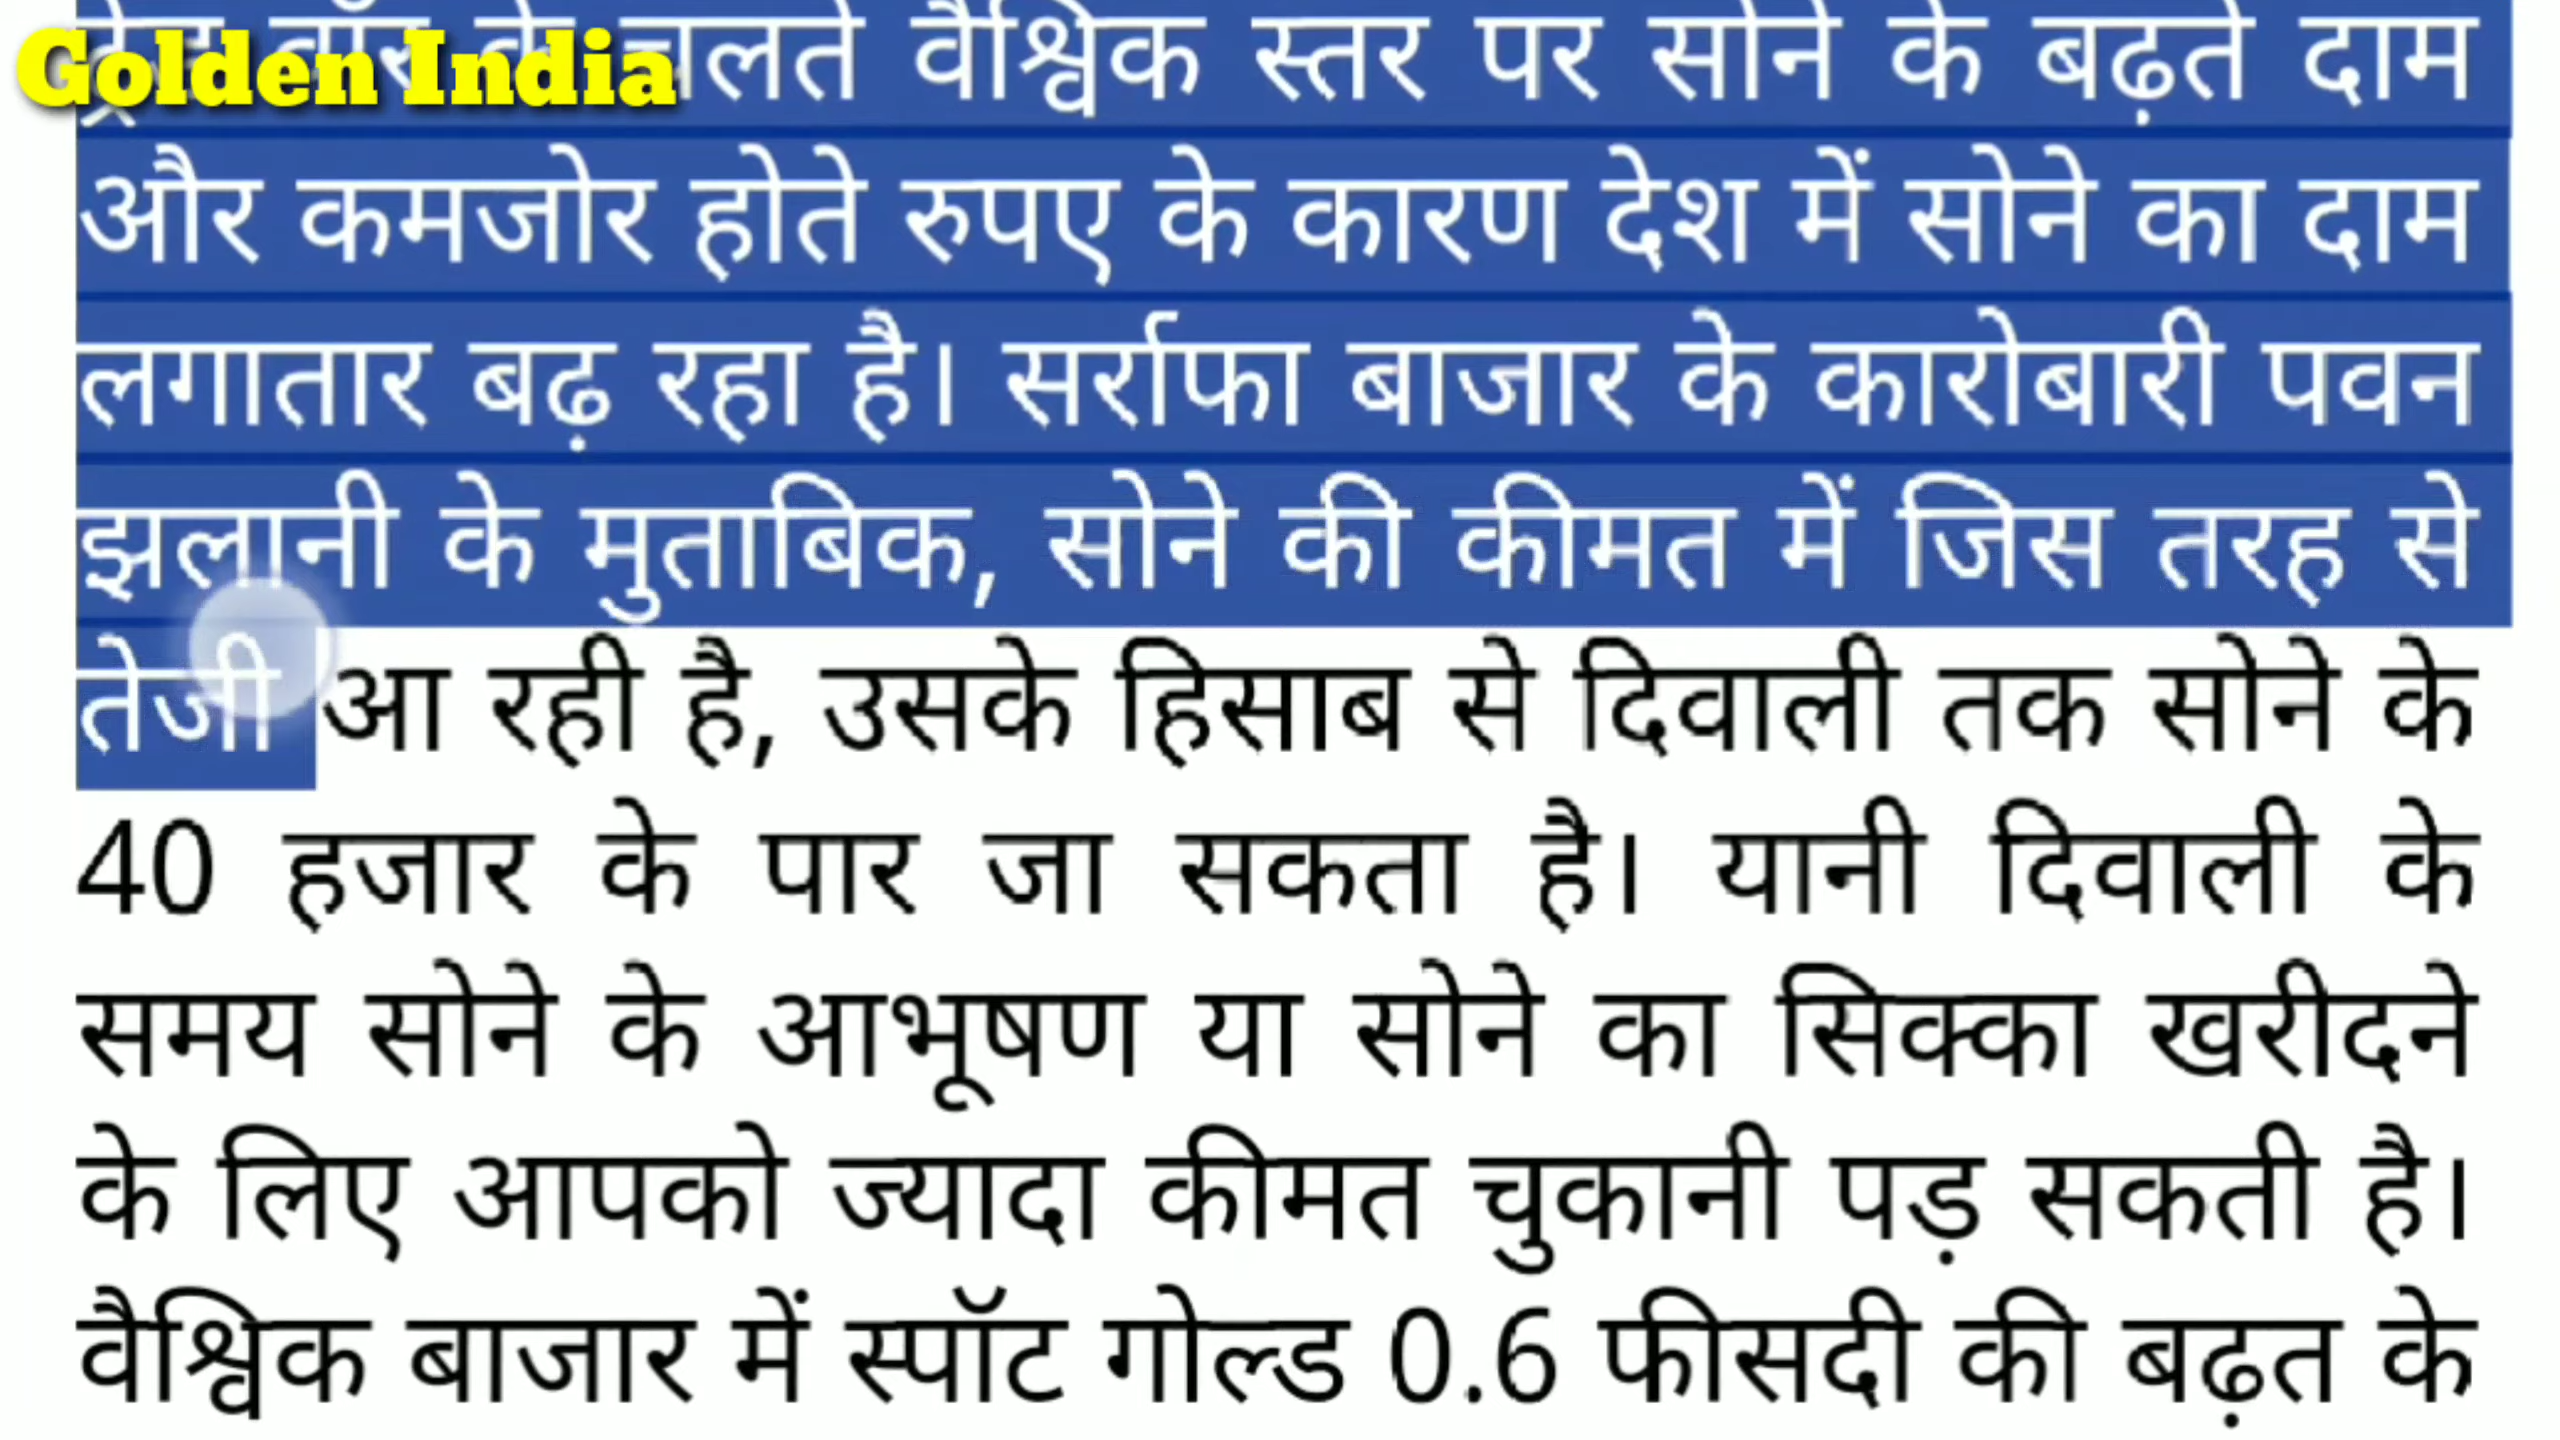 Golden India
चलते वैश्विक स्तर पर सोने के बढ़ते दाम
और कमजोर होते रुपए के कारण देश में सोने का दाम
लगातार बढ़ रहा है। सर्राफा बाजार के कारोबारी पवन
झलानी के मुताबिक, सोने की कीमत में जिस तरह से
तेजी आ रही है, उसके हिसाब से दिवाली तक सोने के
40 हजार के पार जा सकता है। यानी दिवाली के
समय सोने के आभूषण या सोने का सिक्का खरीदने
के लिए आपको ज्यादा कीमत चुकानी पड़ सकती है।
वैश्विक बाजार में स्पॉट गोल्ड 0.6 फीसदी की बढ़त के